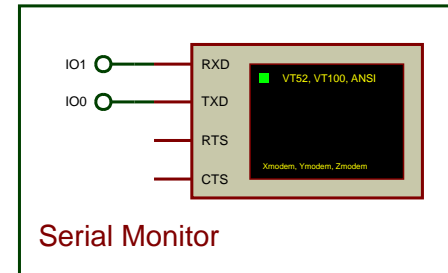 IO1
RXD
VT52, VT100, ANSI
IO0
TXD
RTS
Xmodem, Ymodem, Zmodem
CTS
Serial Monitor